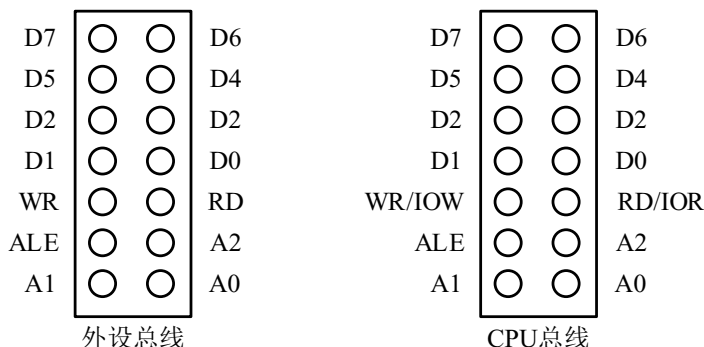 D7 D6 D7 D6
D5 D4 D5 D4
D2 D2 D2 D2
D1 D0 D1 D0
WR RD WR/IOW RD/IOR
ALE A2 ALE A2
A1 A0 A1 A0
外设总线 CPU总线